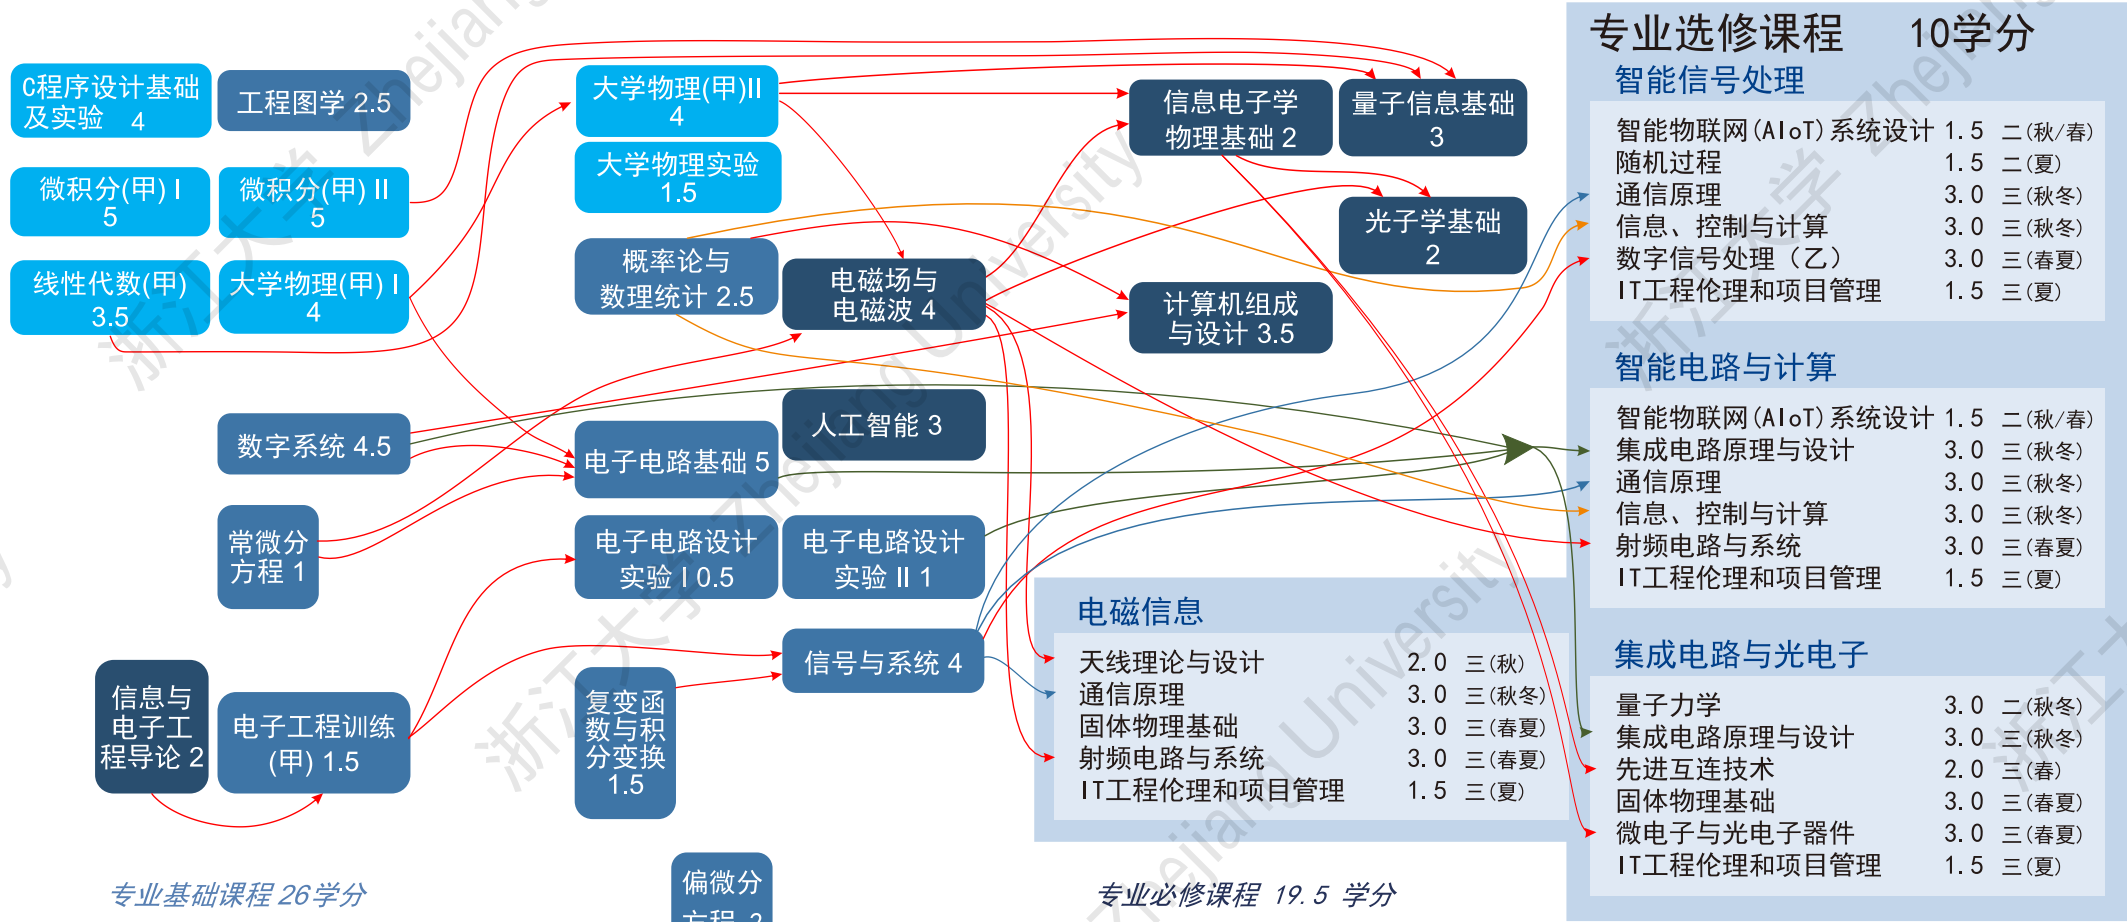 C程序设计基础
及实验 4
工程图学 2.5
微积分(甲) I
5
微积分(甲) II
5
线性代数(甲)
3.5
大学物理(甲) I
4
数字系统 4.5
常微分
方程 1
信息与
电子工
程导论 2
电子工程训练
(甲) 1.5
大学物理(甲)II
4
大学物理实验
1.5
概率论与
数理统计 2.5
电磁场与
电磁波 4
人工智能 3
电子电路基础 5
电子电路设计
实验 I 0.5
电子电路设计
实验 II 1
信号与系统 4
复变函
数与积
分变换
1.5
偏微分
方程 2
信息电子学
物理基础 2
量子信息基础
3
光子学基础
2
计算机组成
与设计 3.5
专业基础课程 26学分
专业必修课程 19.5 学分
电磁信息
天线理论与设计 2.0 三(秋)
通信原理 3.0 三(秋冬)
固体物理基础 3.0 三(春夏)
射频电路与系统 3.0 三(春夏)
IT工程伦理和项目管理 1.5 三(夏)
专业选修课程 10学分
智能信号处理
智能物联网(AIoT)系统设计 1.5 二(秋/春)
随机过程 1.5 二(夏)
通信原理 3.0 三(秋冬)
信息、控制与计算 3.0 三(秋冬)
数字信号处理（乙） 3.0 三(春夏)
IT工程伦理和项目管理 1.5 三(夏)
智能电路与计算
智能物联网(AIoT)系统设计 1.5 二(秋/春)
集成电路原理与设计 3.0 三(秋冬)
通信原理 3.0 三(秋冬)
信息、控制与计算 3.0 三(秋冬)
射频电路与系统 3.0 三(春夏)
IT工程伦理和项目管理 1.5 三(夏)
集成电路与光电子
量子力学 3.0 二(秋冬)
集成电路原理与设计 3.0 三(秋冬)
先进互连技术 2.0 三(春)
固体物理基础 3.0 三(春夏)
微电子与光电子器件 3.0 三(春夏)
IT工程伦理和项目管理 1.5 三(夏)
浙江大学 Zhejiang
浙江大学 Zhejiang University
浙江大学 Zhejiang
Zhejiang University
浙江